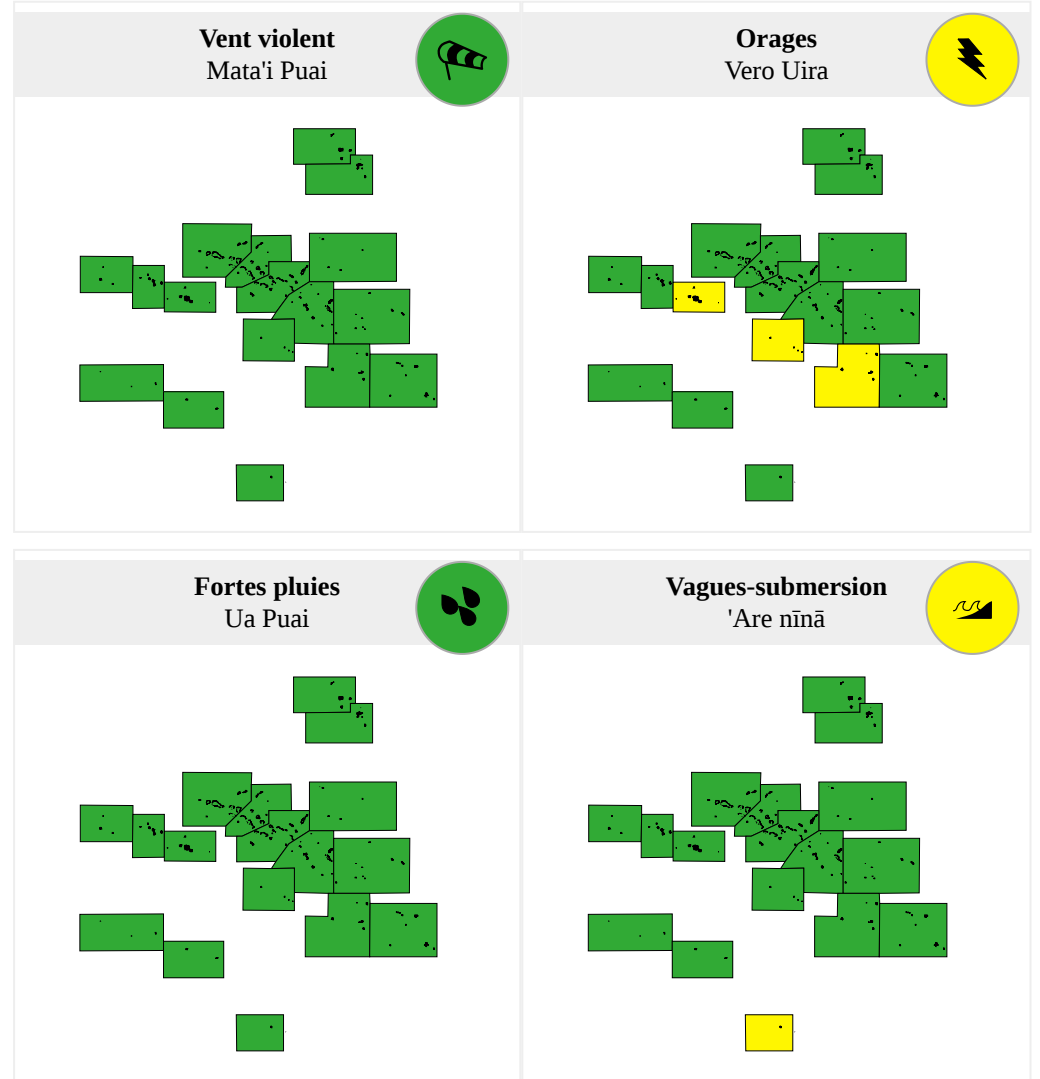 Vent violent
Mata'i Puai
Orages
Vero Uira
Fortes pluies
Ua Puai
Vagues-submersion
'Are nīnā